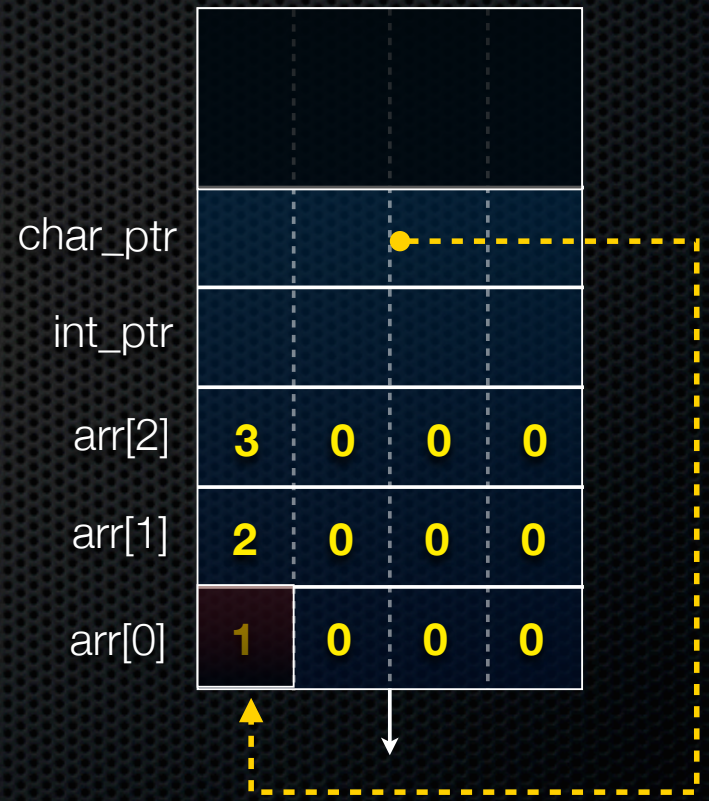 char_ptr
int_ptr
arr[2] 3 0 0 0
arr[1] 2 0 0 0
arr[0] 1 0 0 0